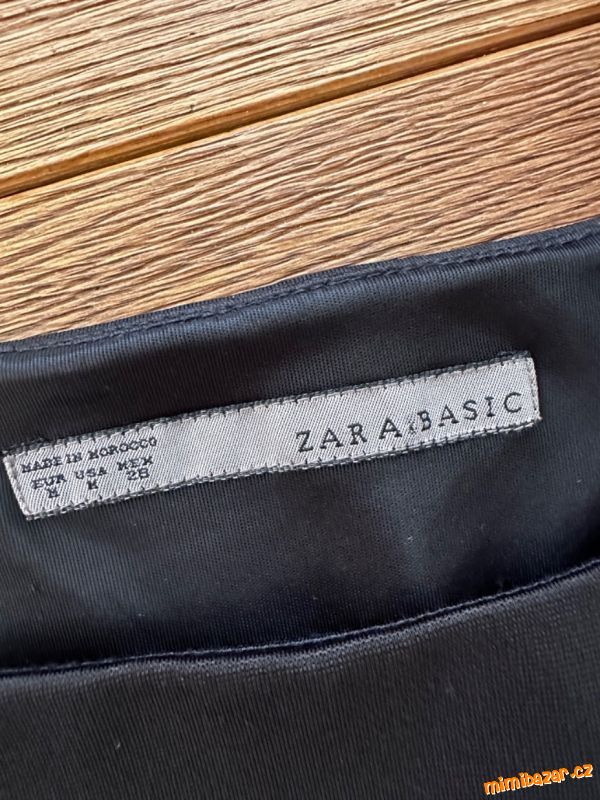 MADE IN MOROCCO
EUR USA MEX
M M 28
ZARA BASIC
mimibazar.cz